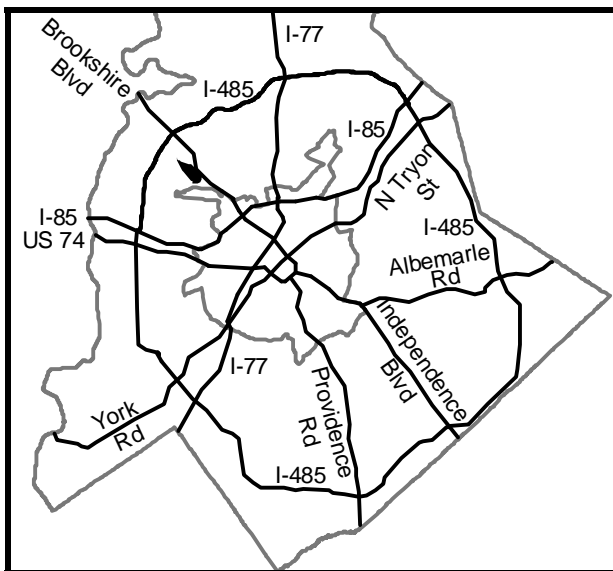 Brookshire
Blvd
I-77
I-485
I-85
N Tryon
St
I-85
US 74
I-485
Albemarle
Rd
Independence
Blvd
I-77
Providence
Rd
York
Rd
I-485